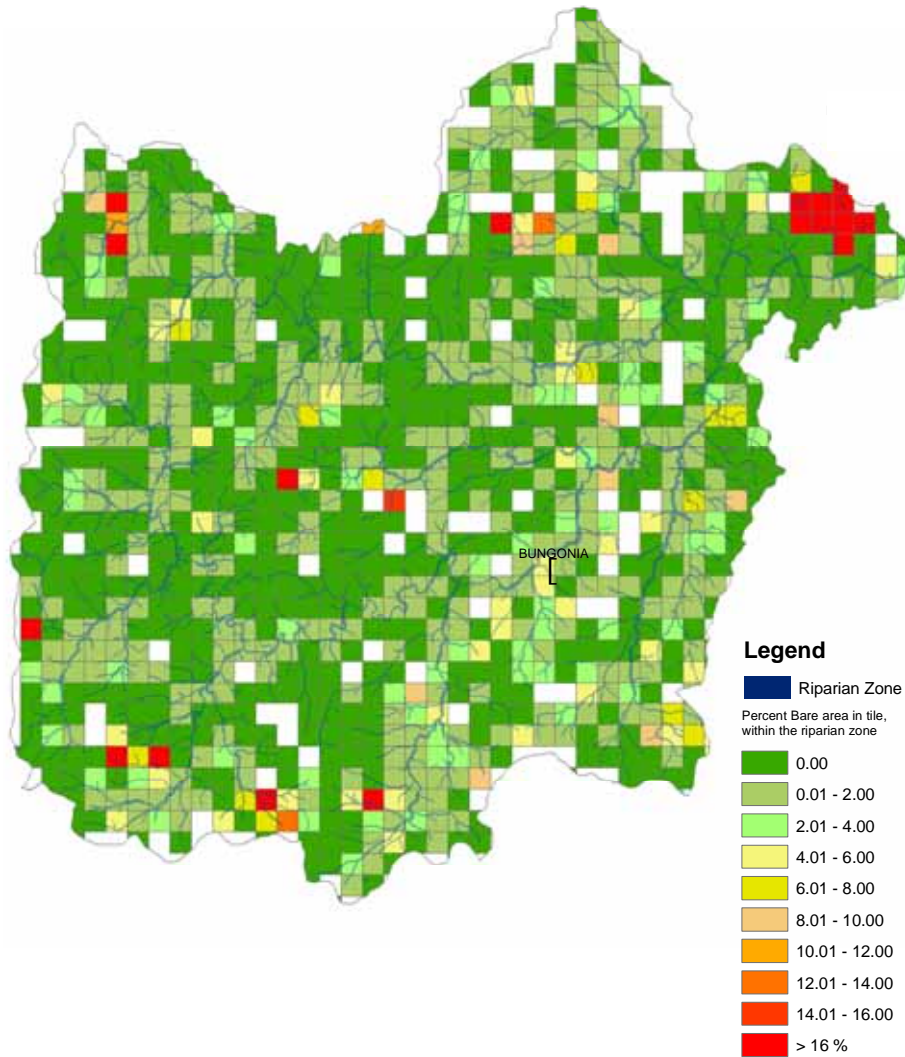 BUNGONIA
Legend
Riparian Zone
Percent Bare area in tile,
within the riparian zone
0.00
0.01 - 2.00
2.01 - 4.00
4.01 - 6.00
6.01 - 8.00
8.01 - 10.00
10.01 - 12.00
12.01 - 14.00
14.01 - 16.00
> 16 %